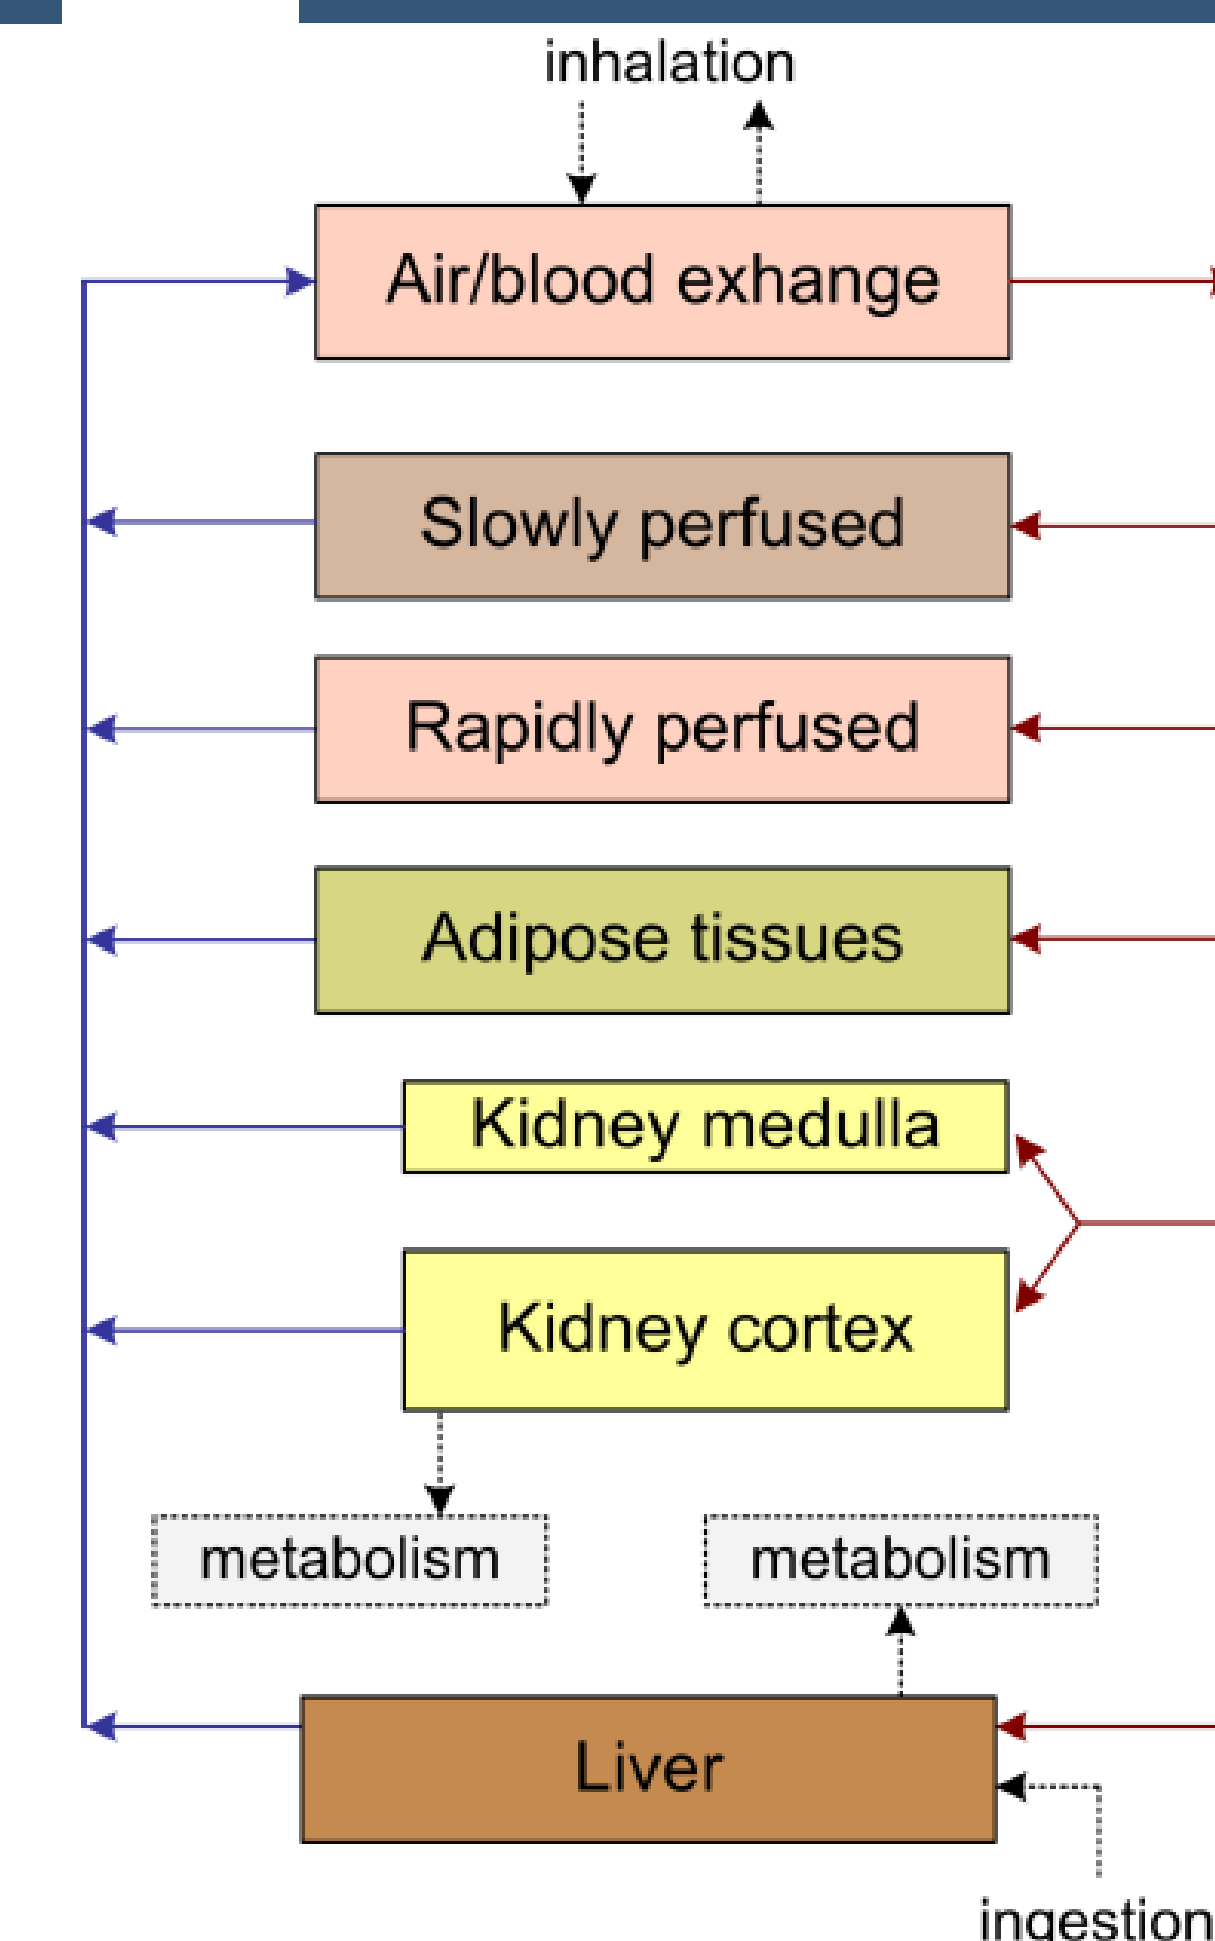 inhalation
Air/blood exhange
Slowly perfused
Rapidly perfused
Adipose tissues
Kidney medulla
Kidney cortex
metabolism
metabolism
Liver
ingestion